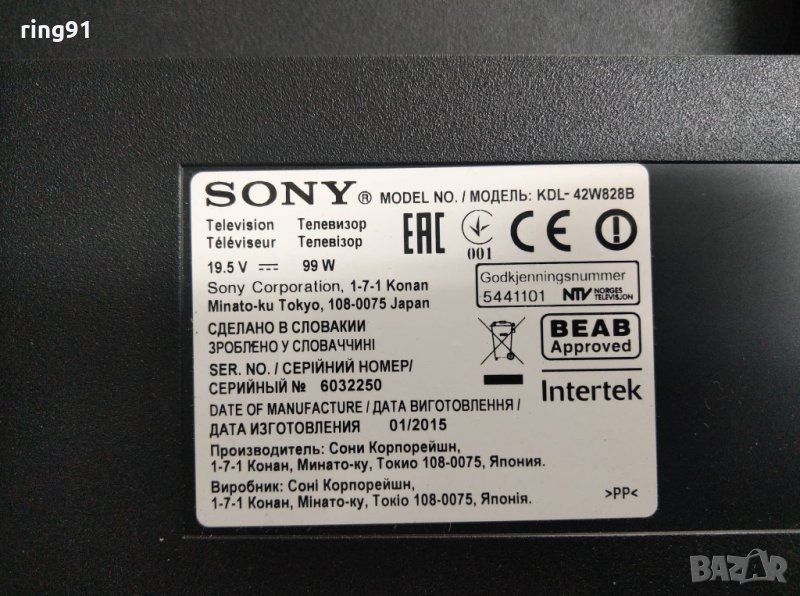 ring91
SONY® MODEL NO. / МОДЕЛЬ: KDL- 42W828B
Television Телевизор
Téléviseur Телевізор
19.5 V ⎓ 99 W
EAC
001
CE
Sony Corporation, 1-7-1 Konan
Minato-ku Tokyo, 108-0075 Japan
Godkjenningsnummer
5441101 NTV NORGES TELEVISJON
СДЕЛАНО В СЛОВАКИИ
ЗРОБЛЕНО У СЛОВАЧЧИНІ
BEAB
Approved
SER. NO. / СЕРІЙНИЙ НОМЕР/
СЕРИЙНЫЙ № 6032250
Intertek
DATE OF MANUFACTURE / ДАТА ВИГОТОВЛЕННЯ /
ДАТА ИЗГОТОВЛЕНИЯ 01/2015
Производитель: Сони Корпорейшн,
1-7-1 Конан, Минато-ку, Токио 108-0075, Япония.
Виробник: Соні Корпорейшн,
1-7-1 Конан, Мінато-ку, Токіо 108-0075, Японія.
>PP<
BAZAR